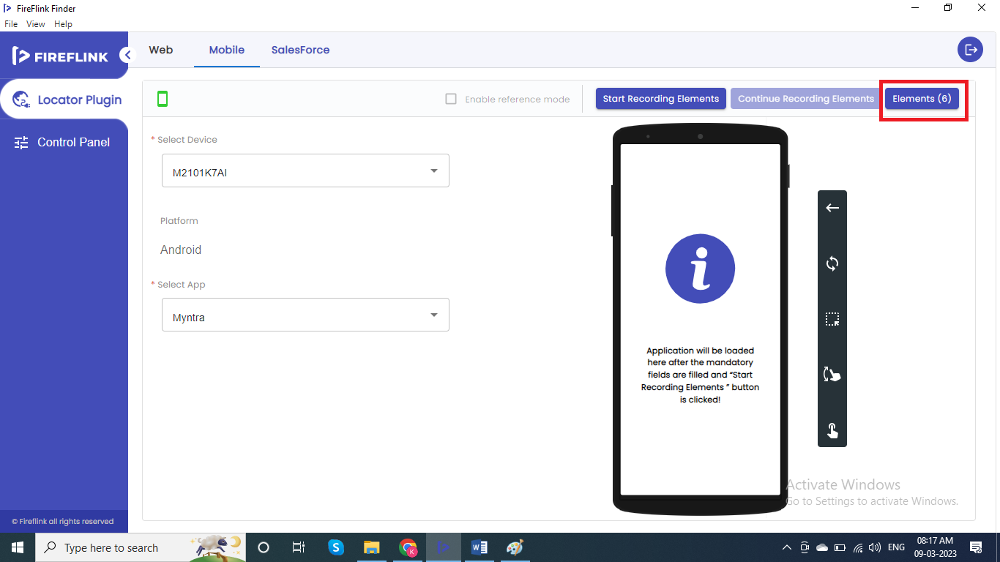 FireFlink Finder
File View Help
FIREFLINK
Web Mobile SalesForce
Locator Plugin
Control Panel
Enable reference mode
Start Recording Elements
Continue Recording Elements
Elements (6)
* Select Device
M2101K7AI
Platform
Android
* Select App
Myntra
Application will be loaded
here after the mandatory
fields are filled and “Start
Recording Elements ” button
is clicked!
Activate Windows
Go to Settings to activate Windows.
© Fireflink all rights reserved
Type here to search
K
ENG
08:17 AM
09-03-2023